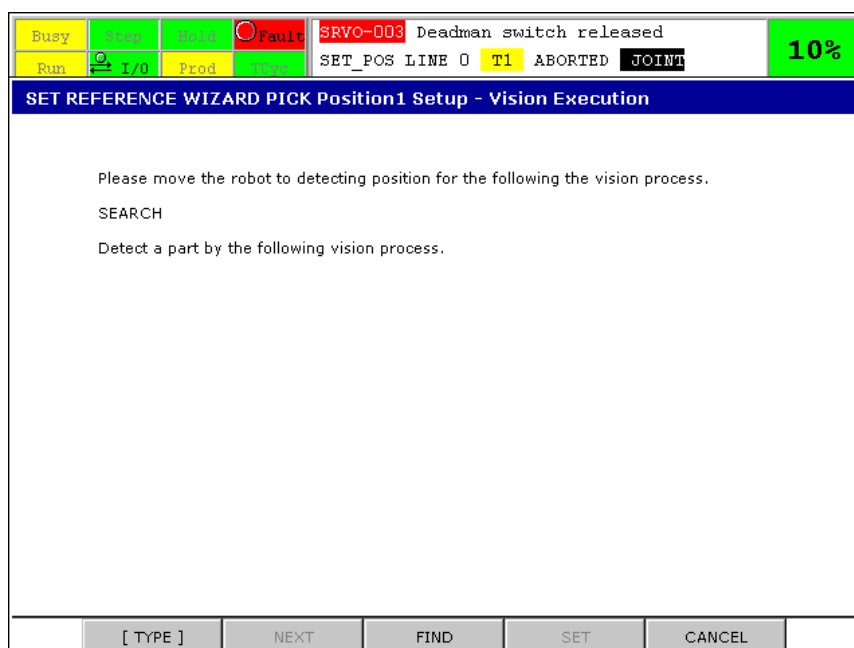 Busy Step Hold Fault SRVO-003 Deadman switch released
Run I/O Prod TCyc SET_POS LINE 0 T1 ABORTED JOINT 10%
SET REFERENCE WIZARD PICK Position1 Setup - Vision Execution
Please move the robot to detecting position for the following the vision process.
SEARCH
Detect a part by the following vision process.
[ TYPE ] NEXT FIND SET CANCEL